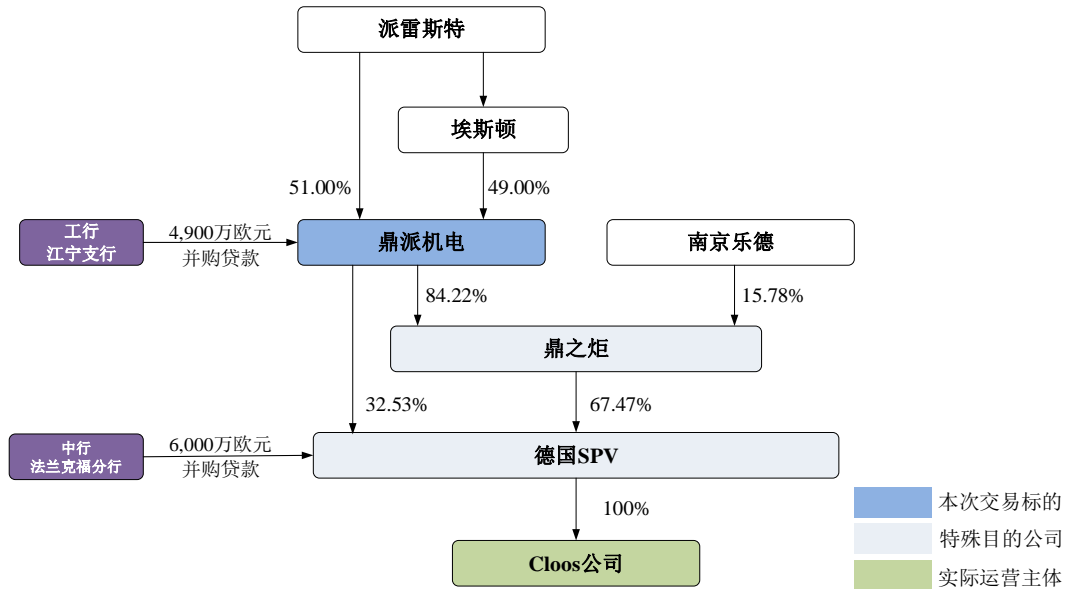 派雷斯特
埃斯顿
51.00%
49.00%
工行
江宁支行
4,900万欧元
并购贷款
鼎派机电
南京乐德
84.22%
15.78%
鼎之炬
32.53%
67.47%
中行
法兰克福分行
6,000万欧元
并购贷款
德国SPV
100%
Cloos公司
本次交易标的
特殊目的公司
实际运营主体